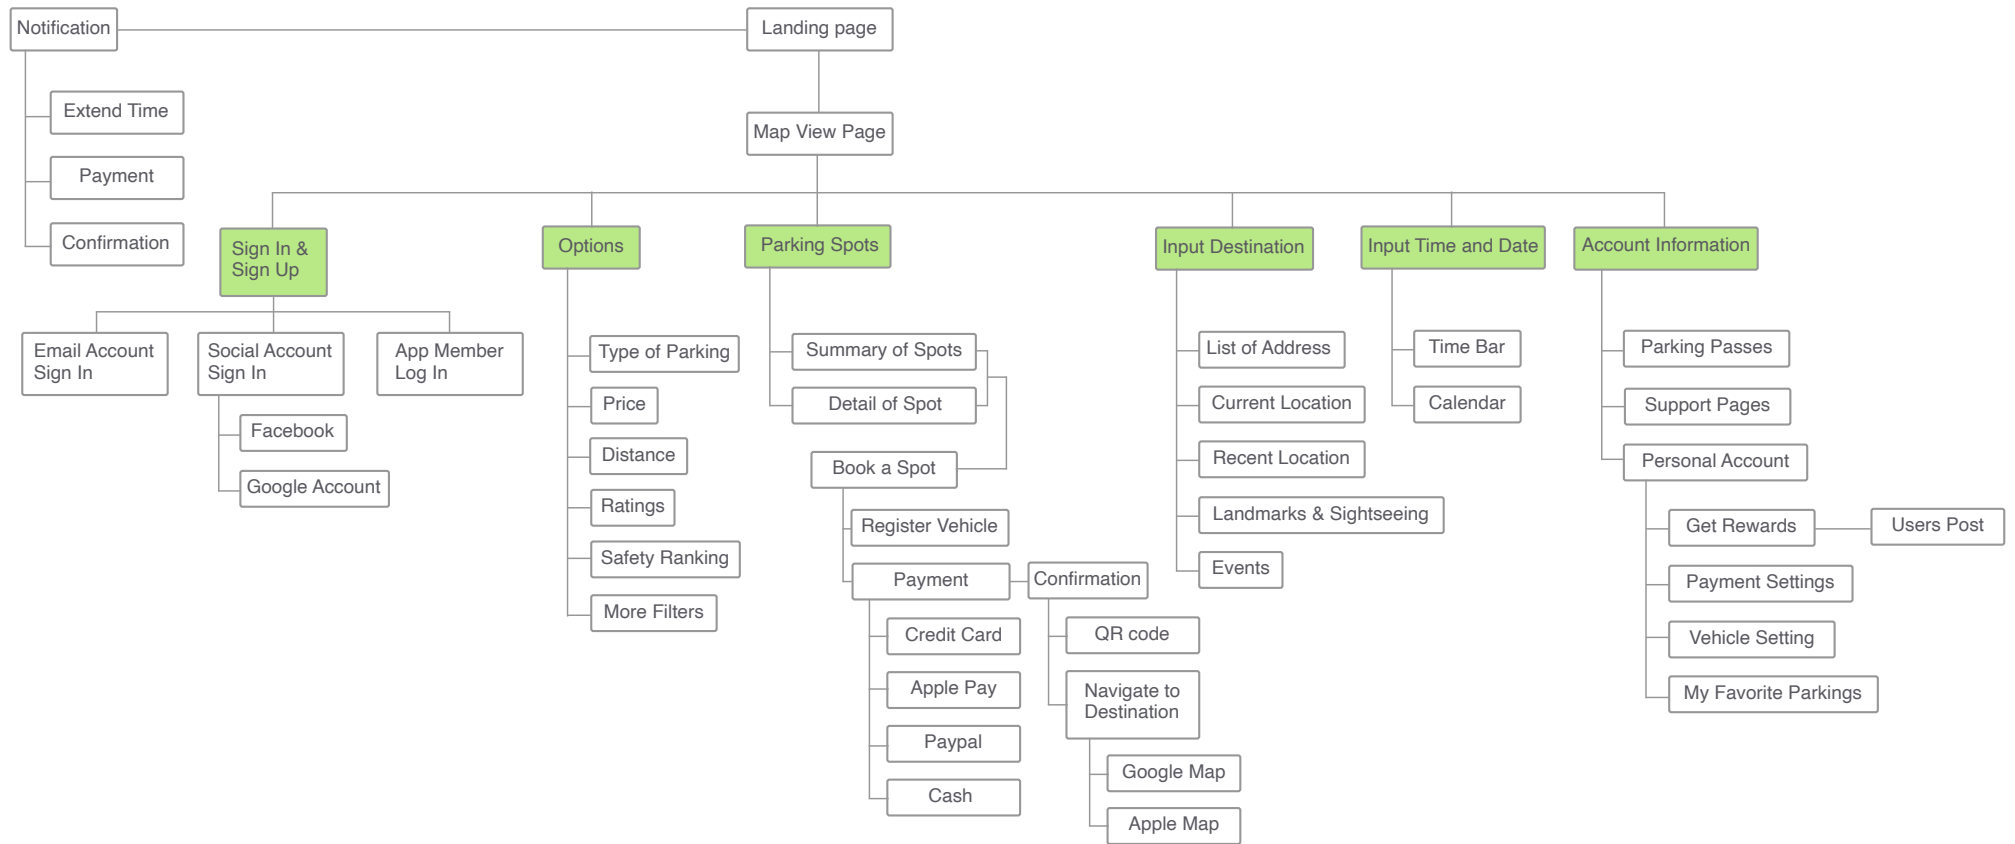 Notification
Landing page
Extend Time
Map View Page
Payment
Confirmation
Sign In &
Sign Up
Options
Parking Spots
Input Destination
Input Time and Date
Account Information
Email Account
Sign In
Social Account
Sign In
App Member
Log In
Facebook
Google Account
Type of Parking
Price
Distance
Ratings
Safety Ranking
More Filters
Summary of Spots
Detail of Spot
Book a Spot
Register Vehicle
Payment
Confirmation
Credit Card
Apple Pay
Paypal
Cash
QR code
Navigate to
Destination
Google Map
Apple Map
List of Address
Current Location
Recent Location
Landmarks & Sightseeing
Events
Time Bar
Calendar
Parking Passes
Support Pages
Personal Account
Get Rewards
Users Post
Payment Settings
Vehicle Setting
My Favorite Parkings